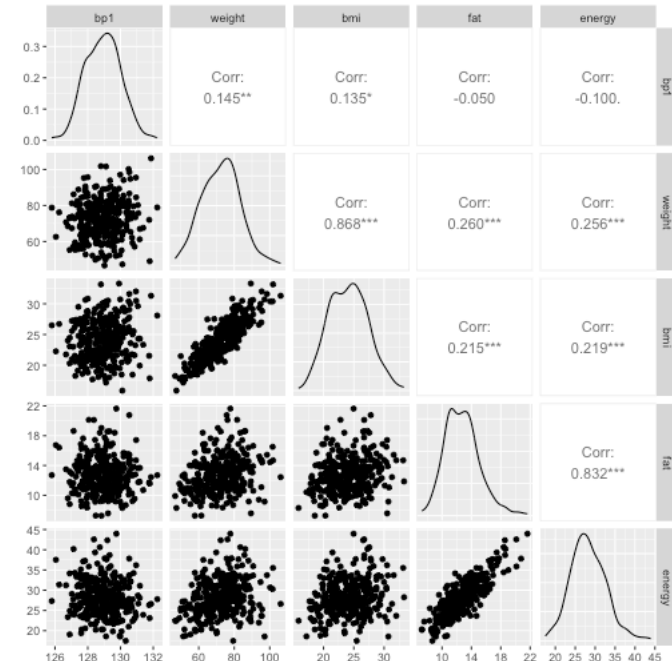 bp1 weight bmi fat energy
0.3
0.2
0.1
0.0
Corr:
0.145**
Corr:
0.135*
Corr:
-0.050
Corr:
-0.100.
bp1
100
80
60
Corr:
0.868***
Corr:
0.260***
Corr:
0.256***
weight
30
25
20
Corr:
0.215***
Corr:
0.219***
bmi
22
18
14
10
Corr:
0.832***
fat
45
40
35
30
25
20
energy
126 128 130 132 60 80 100 20 25 30 10 14 18 22 20 25 30 35 40 45